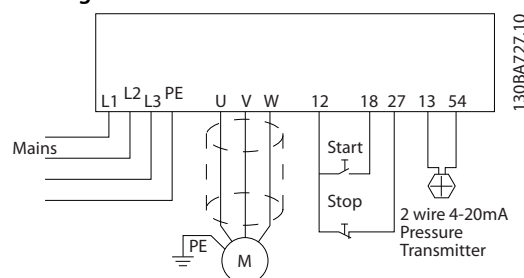 130BA727.10
L1 L2 L3 PE U V W 12 18 27 13 54
Mains
Start
Stop
2 wire 4-20mA
Pressure
Transmitter
PE
M